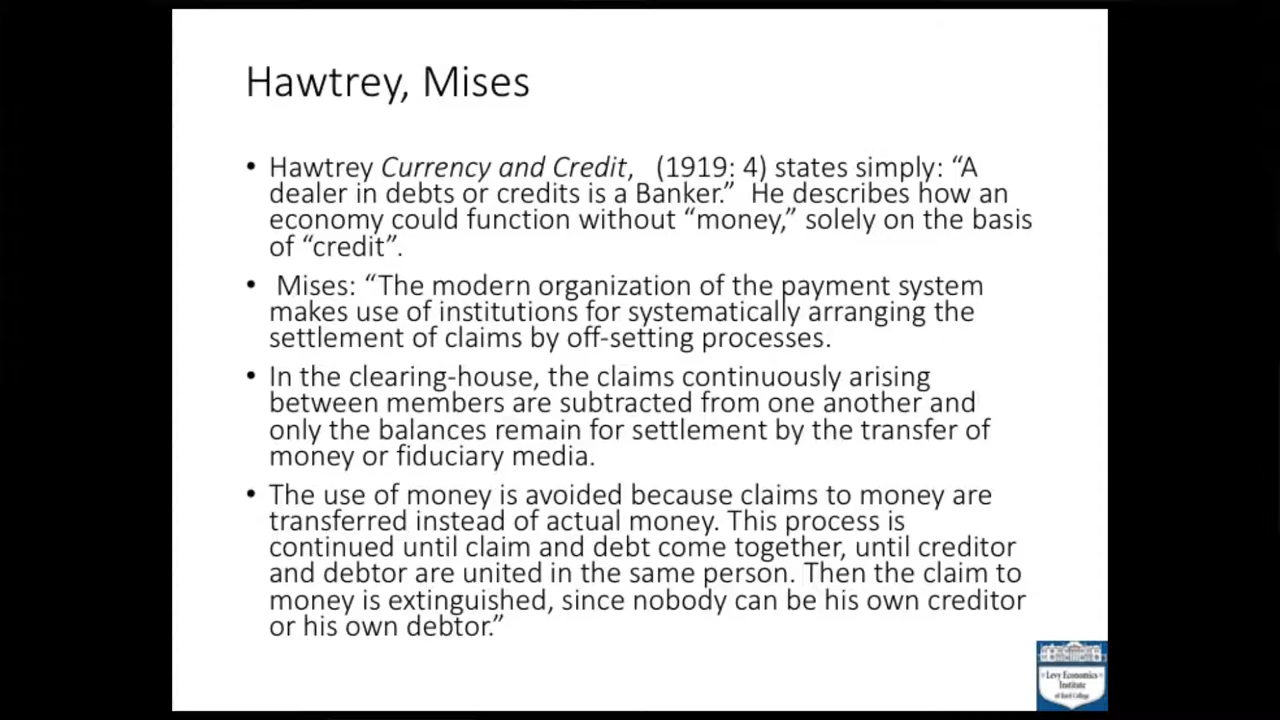 Hawtrey, Mises
• Hawtrey Currency and Credit, (1919: 4) states simply: “A
dealer in debts or credits is a Banker.” He describes how an
economy could function without “money,” solely on the basis
of “credit”.
• Mises: “The modern organization of the payment system
makes use of institutions for systematically arranging the
settlement of claims by off-setting processes.
• In the clearing-house, the claims continuously arising
between members are subtracted from one another and
only the balances remain for settlement by the transfer of
money or fiduciary media.
• The use of money is avoided because claims to money are
transferred instead of actual money. This process is
continued until claim and debt come together, until creditor
and debtor are united in the same person. Then the claim to
money is extinguished, since nobody can be his own creditor
or his own debtor.”
Levy Economics
Institute
of Bard College